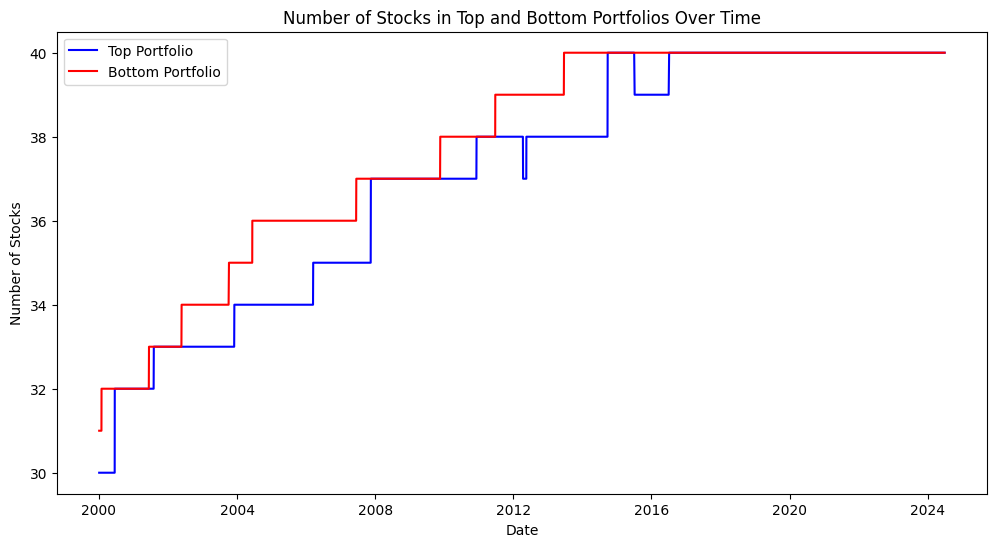 Number of Stocks in Top and Bottom Portfolios Over Time
Top Portfolio
Bottom Portfolio
Number of Stocks
40
38
36
34
32
30
2000 2004 2008 2012 2016 2020 2024
Date